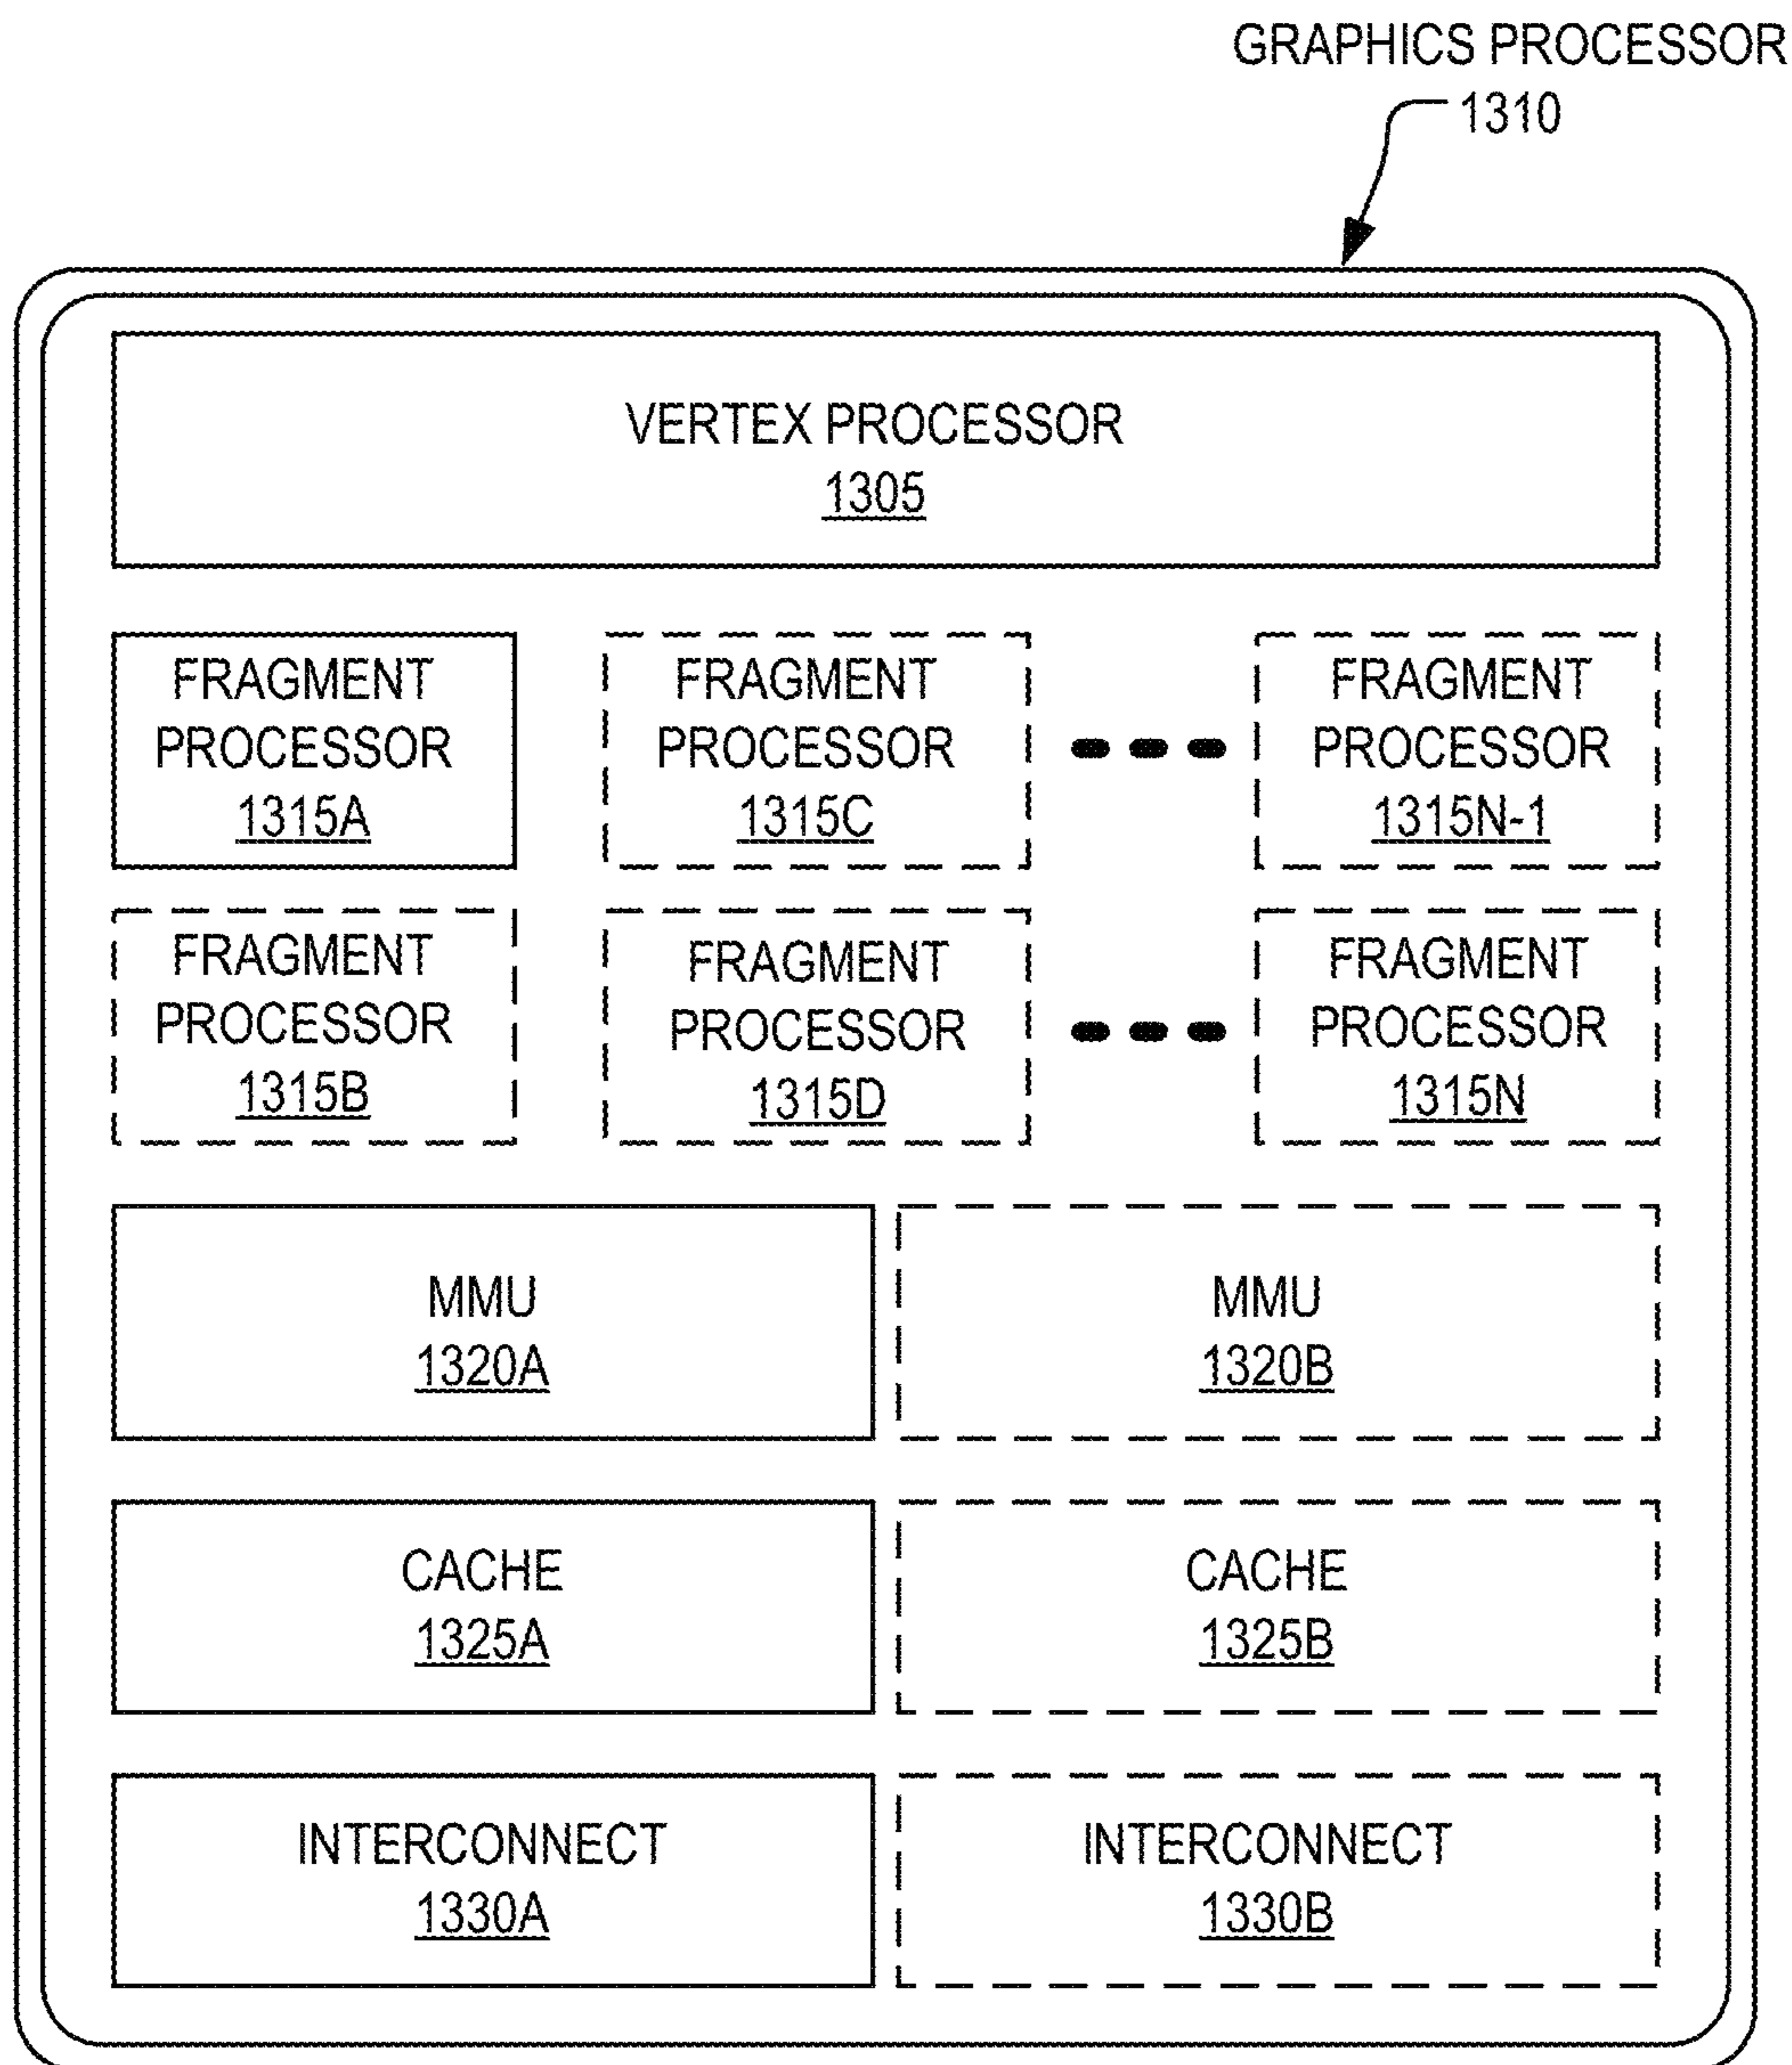 GRAPHICS PROCESSOR
1310
VERTEX PROCESSOR
1305
FRAGMENT
PROCESSOR
1315A
FRAGMENT
PROCESSOR
1315C
FRAGMENT
PROCESSOR
1315N-1
FRAGMENT
PROCESSOR
1315B
FRAGMENT
PROCESSOR
1315D
FRAGMENT
PROCESSOR
1315N
MMU
1320A
MMU
1320B
CACHE
1325A
CACHE
1325B
INTERCONNECT
1330A
INTERCONNECT
1330B